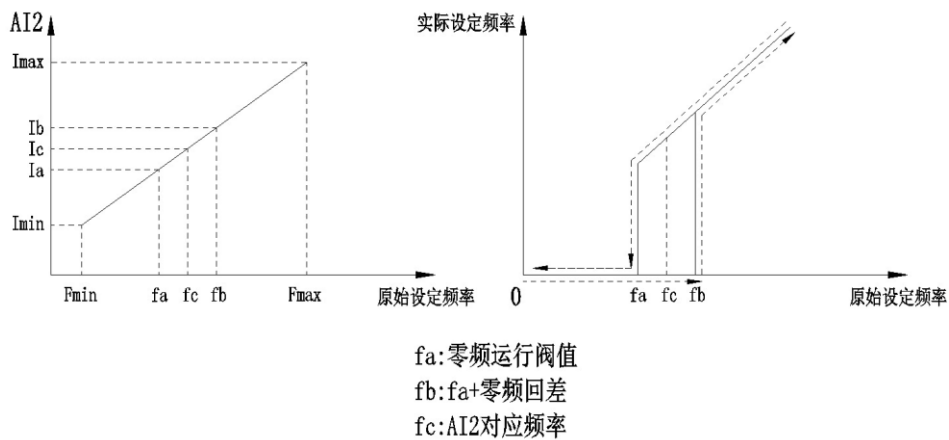 AI2
实际设定频率
Imax
Ib
Ic
Ia
Imin
Fmin fa fc fb Fmax 原始设定频率
0 fa fc fb 原始设定频率
fa:零频运行阀值
fb:fa+零频回差
fc:AI2对应频率